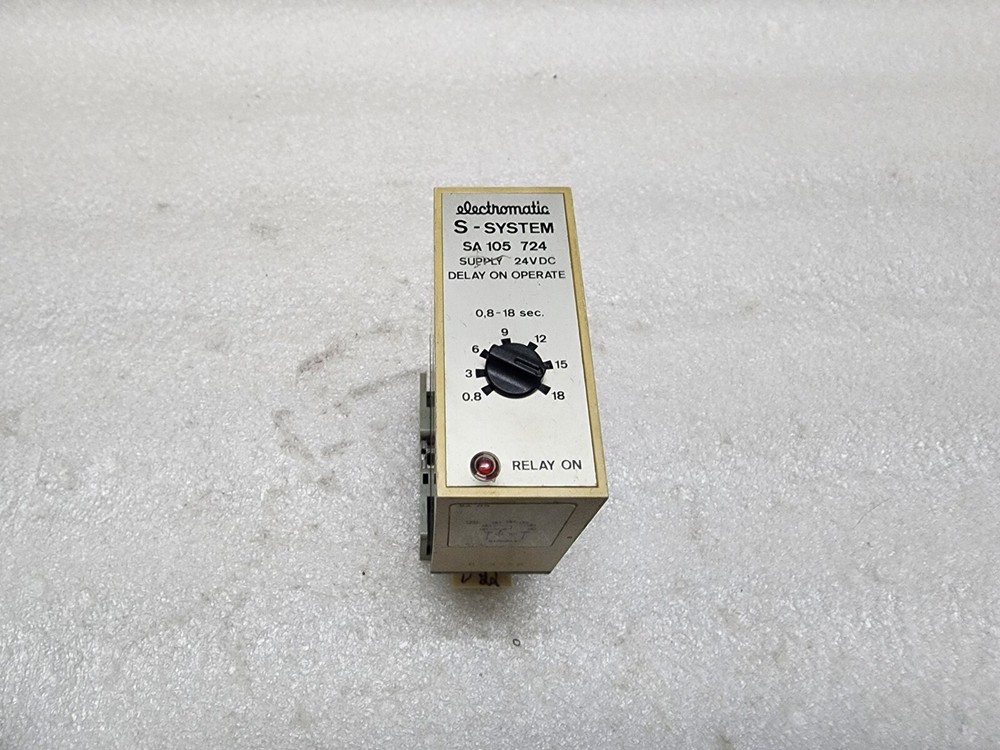 electromatic
S - SYSTEM
SA 105 724
SUPPLY 24VDC
DELAY ON OPERATE
0,8 - 18 sec.
9
6 12
3 15
0.8 18
RELAY ON